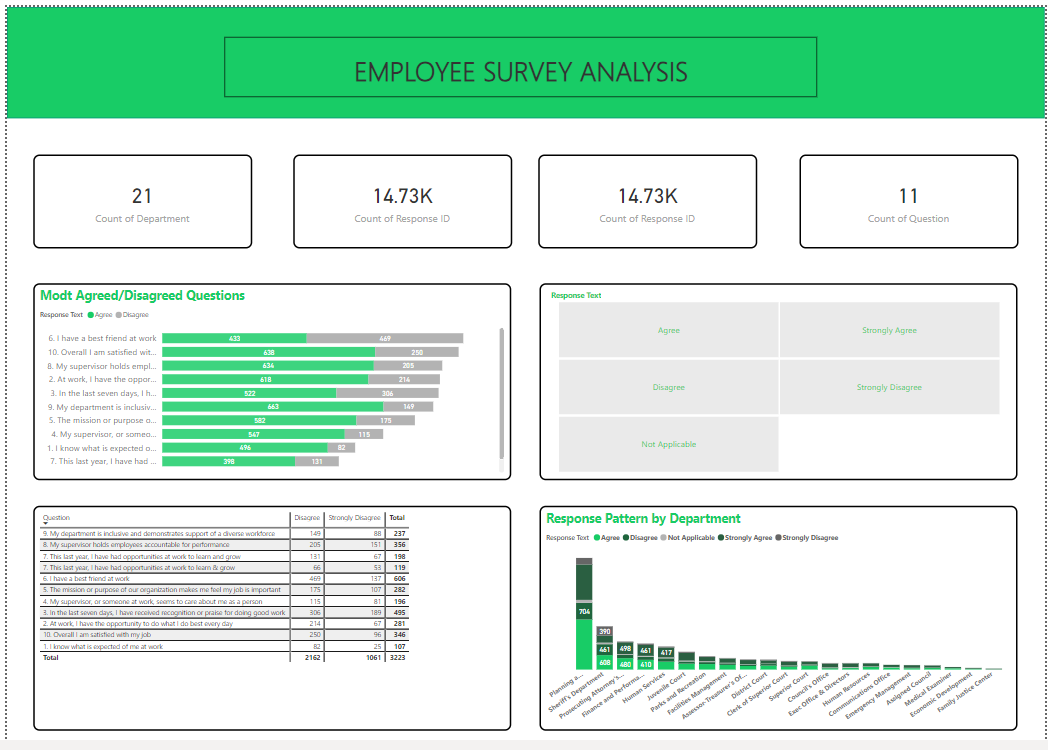 EMPLOYEE SURVEY ANALYSIS
21
Count of Department
14.73K
Count of Response ID
14.73K
Count of Response ID
11
Count of Question
Modt Agreed/Disagreed Questions
Response Text Agree Disagree
6. I have a best friend at work 433 469
10. Overall I am satisfied wit... 638 250
8. My supervisor holds empl... 634 205
2. At work, I have the oppor... 618 214
3. In the last seven days, I h... 522 306
9. My department is inclusiv... 663 149
5. The mission or purpose o... 582 175
4. My supervisor, or someo... 547 115
1. I know what is expected o... 496 82
7. This last year, I have had ... 398 131
Response Text
Agree Strongly Agree
Disagree Strongly Disagree
Not Applicable
Question Disagree Strongly Disagree Total
9. My department is inclusive and demonstrates support of a diverse workforce 149 88 237
8. My supervisor holds employees accountable for performance 205 151 356
7. This last year, I have had opportunities at work to learn and grow 131 67 198
7. This last year, I have had opportunities at work to learn & grow 66 53 119
6. I have a best friend at work 469 137 606
5. The mission or purpose of our organization makes me feel my job is important 175 107 282
4. My supervisor, or someone at work, seems to care about me as a person 115 81 196
3. In the last seven days, I have received recognition or praise for doing good work 306 189 495
2. At work, I have the opportunity to do what I do best every day 214 67 281
10. Overall I am satisfied with my job 250 96 346
1. I know what is expected of me at work 82 25 107
Total 2162 1061 3223
Response Pattern by Department
Response Text Agree Disagree Not Applicable Strongly Agree Strongly Disagree
704
390
461 498 461 417
608 480 410
Planning a...
Sheriff's Department
Prosecuting Attorney's...
Finance and Performa...
Human Services
Juvenile Court
Parks and Recreation
Facilities Management
Assessor-Treasurer's Of...
District Court
Clerk of Superior Court
Superior Court
Council's Office
Exec Office & Directors
Human Resources
Communications Office
Emergency Management
Assigned Council
Medical Examiner
Economic Development
Family Justice Center